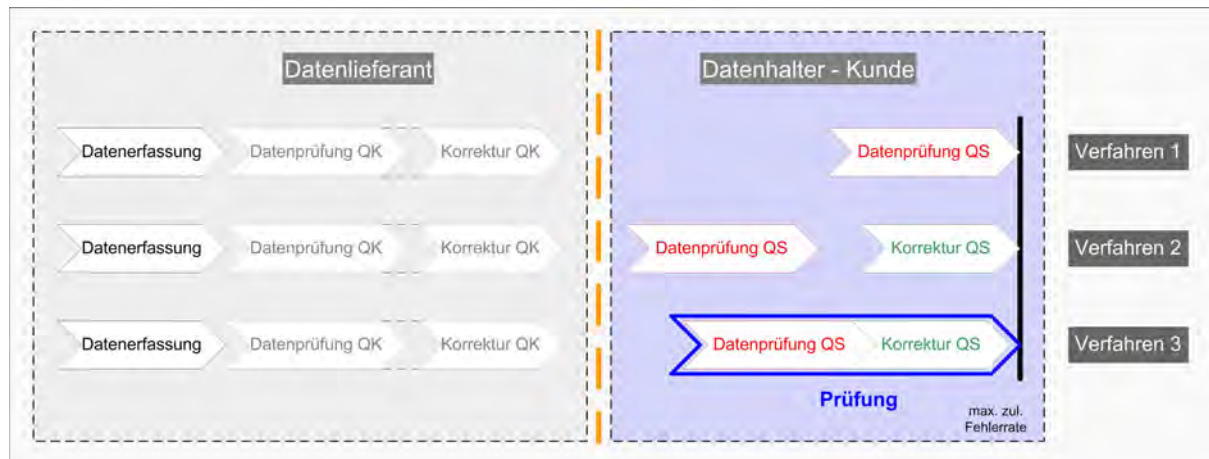 Datenlieferant
Datenhalter - Kunde
Datenerfassung Datenprüfung QK Korrektur QK Datenprüfung QS Verfahren 1
Datenerfassung Datenprüfung QK Korrektur QK Datenprüfung QS Korrektur QS Verfahren 2
Datenerfassung Datenprüfung QK Korrektur QK Datenprüfung QS Korrektur QS Verfahren 3
Prüfung
max. zul.
Fehlerrate